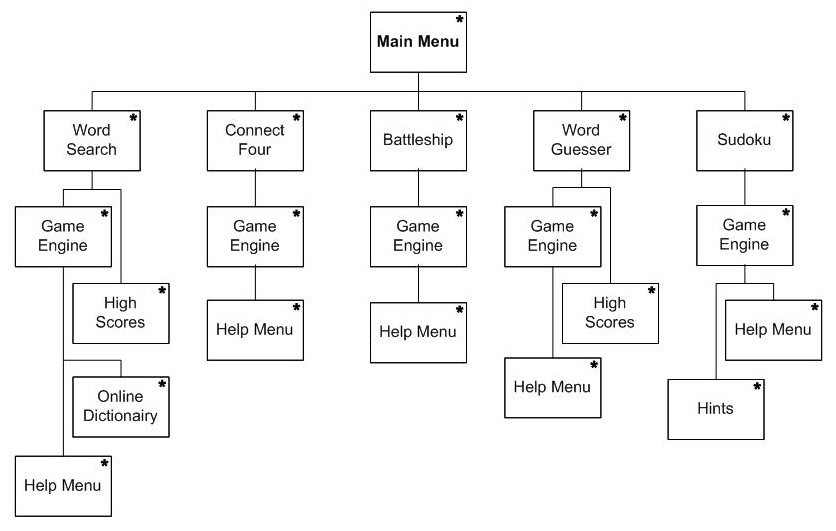 *
Main Menu
*
Word
Search
*
Connect
Four
*
Battleship
*
Word
Guesser
*
Sudoku
*
Game
Engine
*
Game
Engine
*
Game
Engine
*
Game
Engine
*
Game
Engine
*
High
Scores
*
Help Menu
*
Help Menu
*
High
Scores
*
Help Menu
*
Online
Dictionairy
*
Help Menu
*
Hints
*
Help Menu